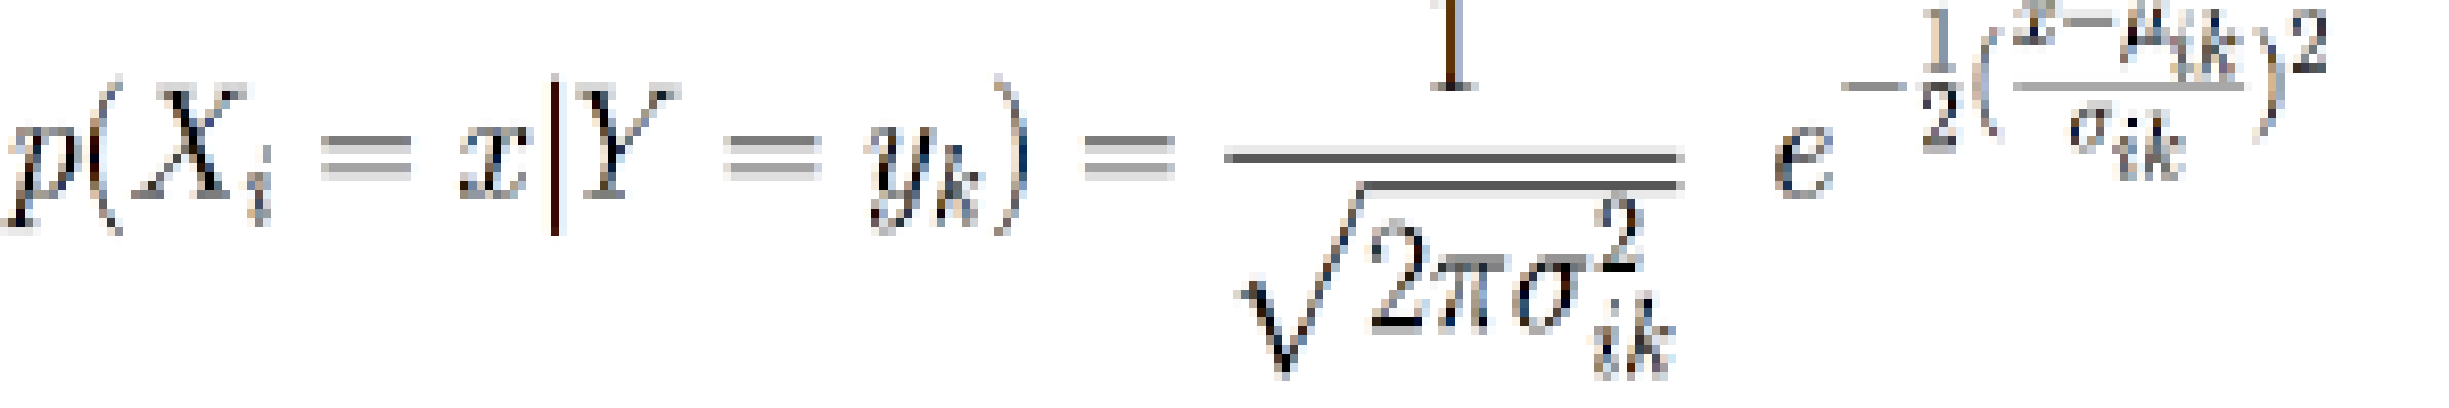 p(X_i = x|Y = y_k) = \frac{1}{\sqrt{2\pi\sigma_{ik}^2}} e^{-\frac{1}{2}(\frac{x-\mu_{ik}}{\sigma_{ik}})^2}